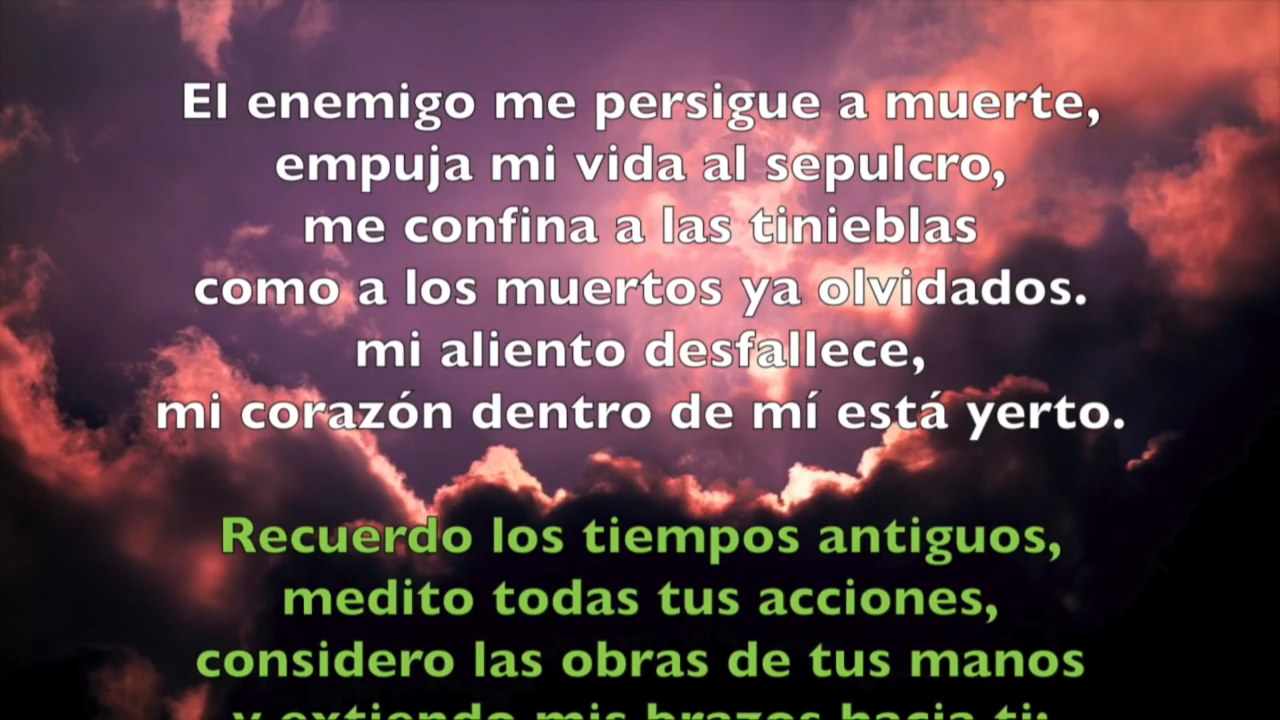 El enemigo me persigue a muerte,
empuja mi vida al sepulcro,
me confina a las tinieblas
como a los muertos ya olvidados.
mi aliento desfallece,
mi corazón dentro de mí está yerto.
Recuerdo los tiempos antiguos,
medito todas tus acciones,
considero las obras de tus manos
y extiendo mis brazos hacia ti: